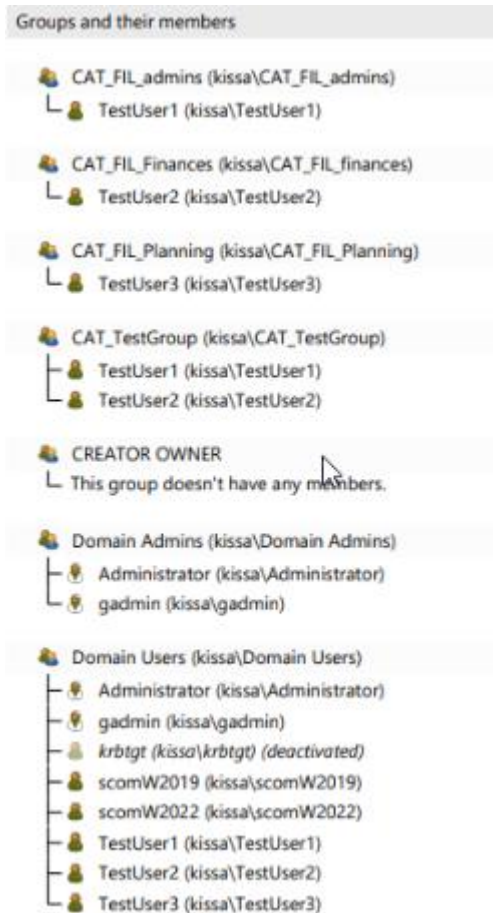 Groups and their members
CAT_FIL_admins (kissa\CAT_FIL_admins)
TestUser1 (kissa\TestUser1)
CAT_FIL_Finances (kissa\CAT_FIL_finances)
TestUser2 (kissa\TestUser2)
CAT_FIL_Planning (kissa\CAT_FIL_Planning)
TestUser3 (kissa\TestUser3)
CAT_TestGroup (kissa\CAT_TestGroup)
TestUser1 (kissa\TestUser1)
TestUser2 (kissa\TestUser2)
CREATOR OWNER
This group doesn't have any members.
Domain Admins (kissa\Domain Admins)
Administrator (kissa\Administrator)
gadmin (kissa\gadmin)
Domain Users (kissa\Domain Users)
Administrator (kissa\Administrator)
gadmin (kissa\gadmin)
krbtgt (kissa\krbtgt) (deactivated)
scomW2019 (kissa\scomW2019)
scomW2022 (kissa\scomW2022)
TestUser1 (kissa\TestUser1)
TestUser2 (kissa\TestUser2)
TestUser3 (kissa\TestUser3)